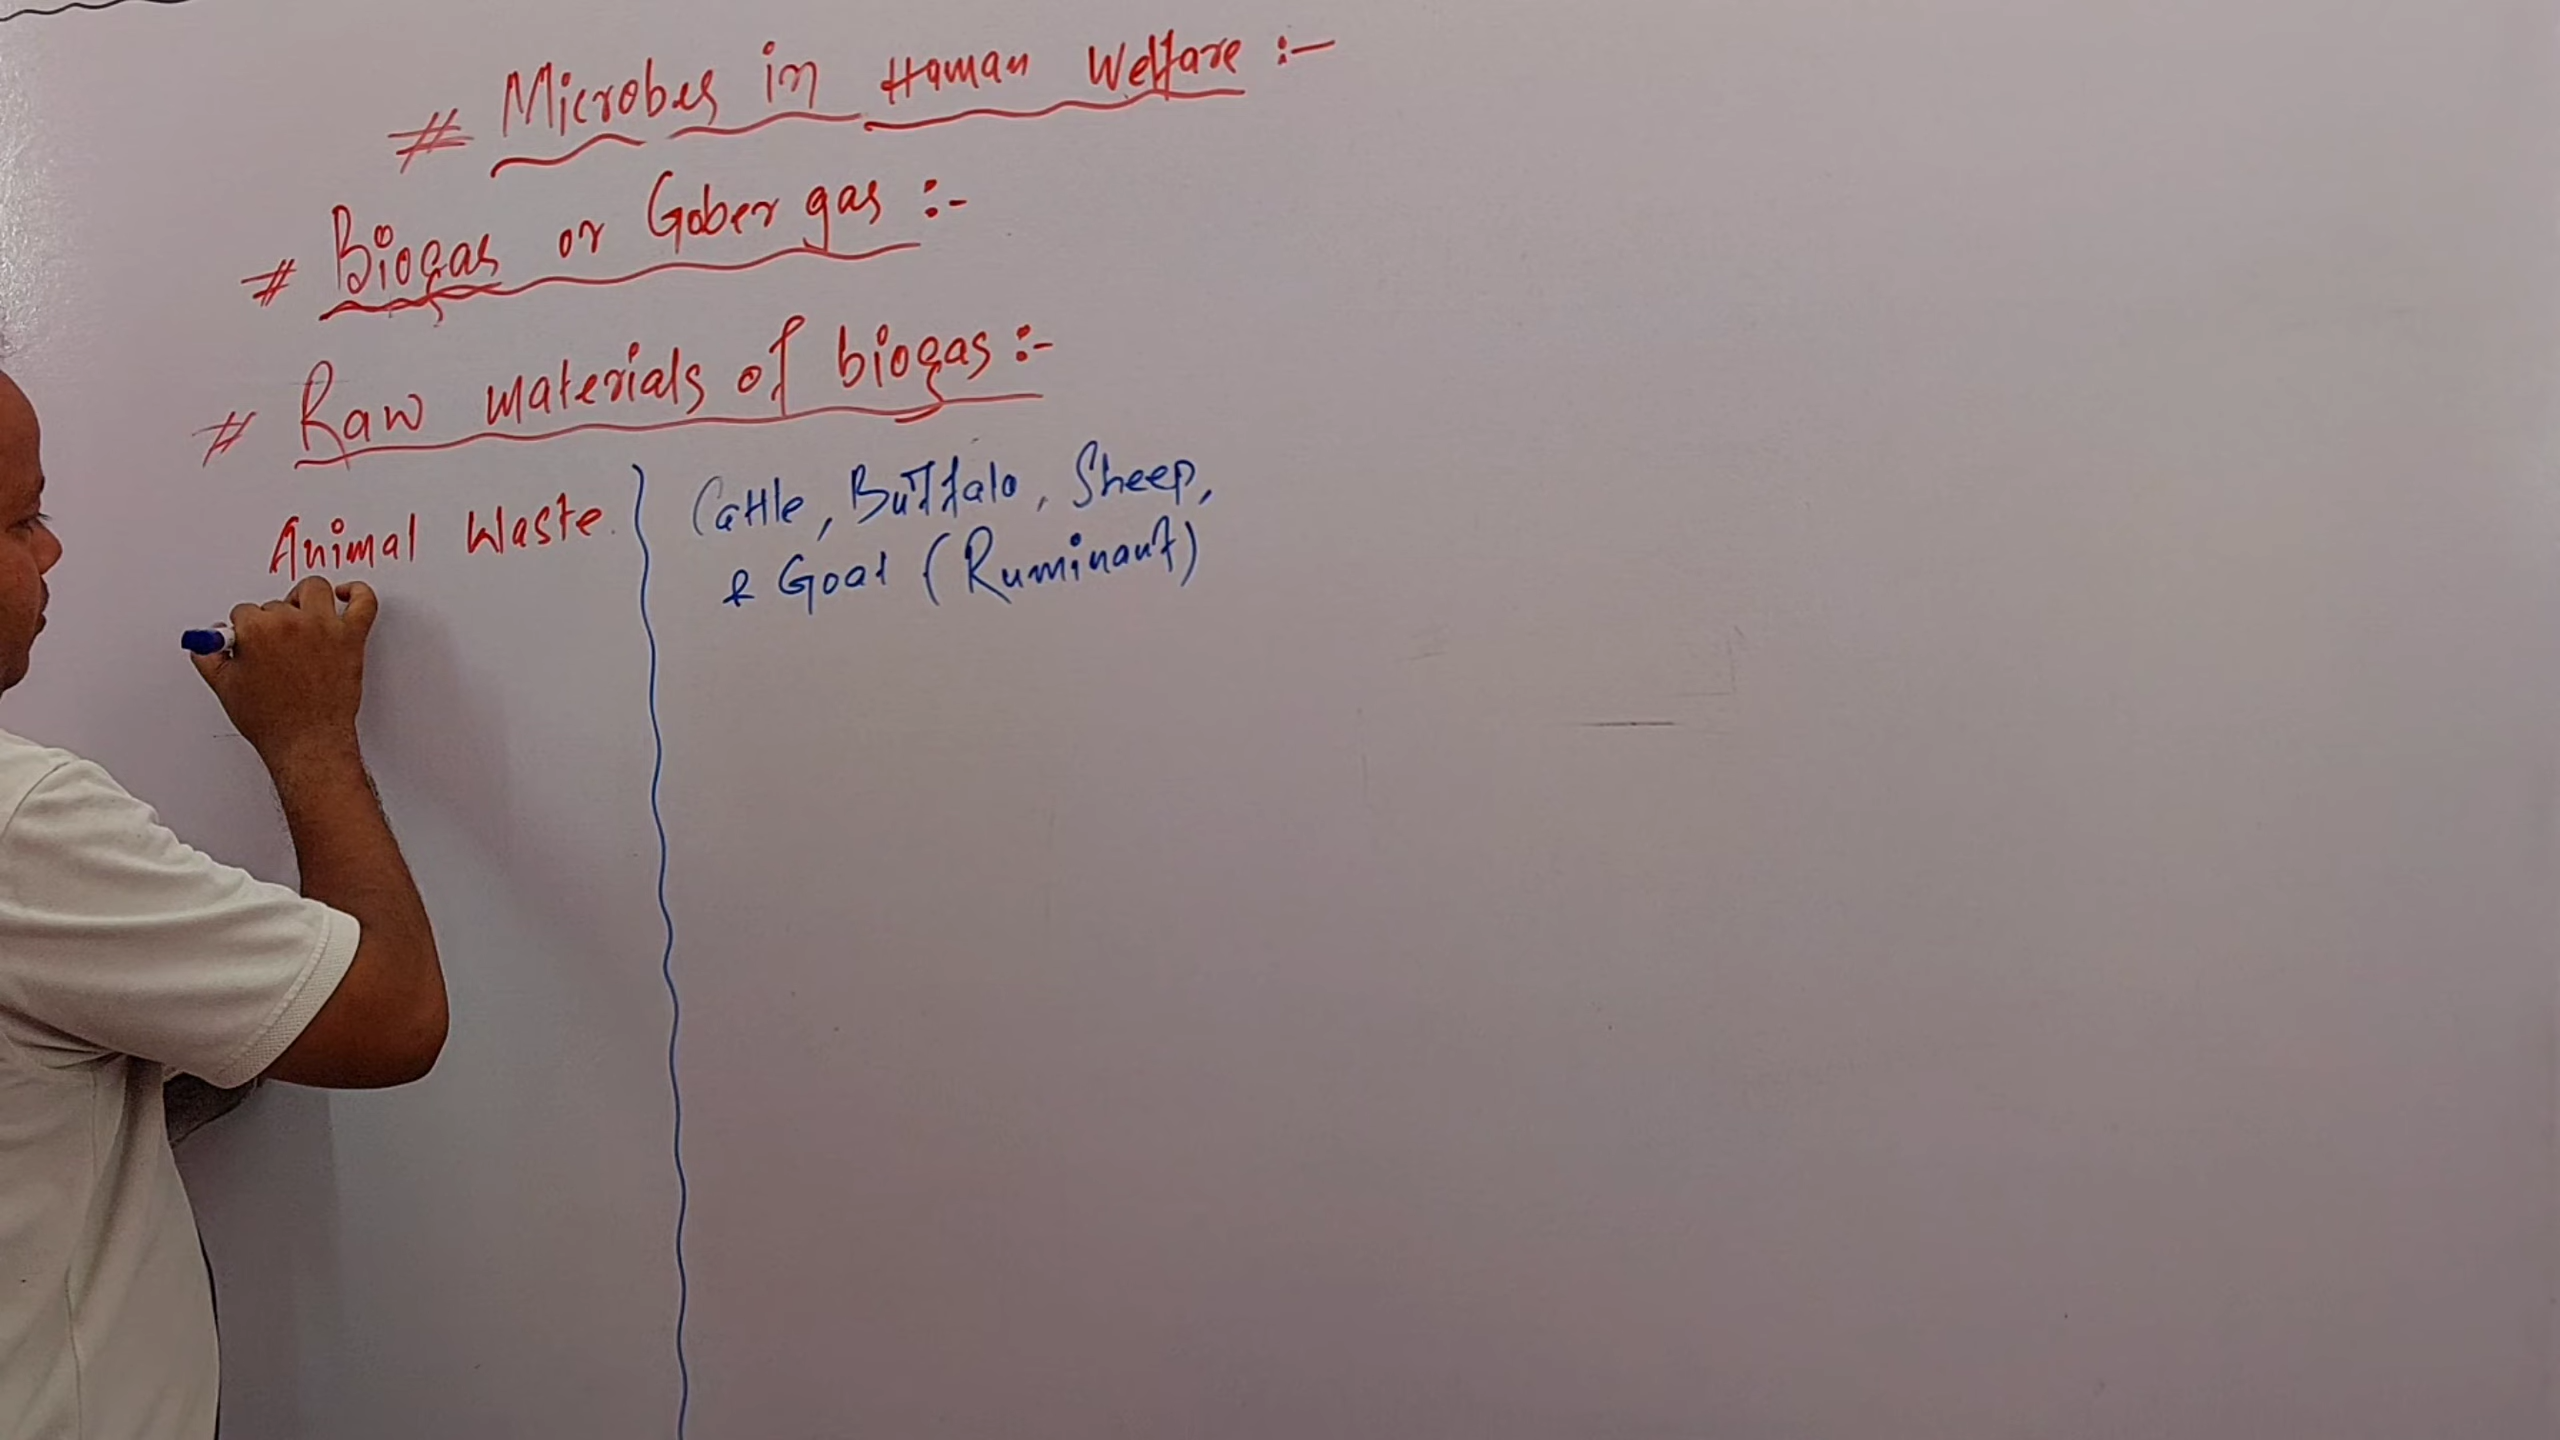 # Microbes in Human Welfare :-
# Biogas or Gober gas :-
# Raw materials of biogas :-
Animal Waste
Cattle, Buffalo, Sheep,
& Goat (Ruminant)